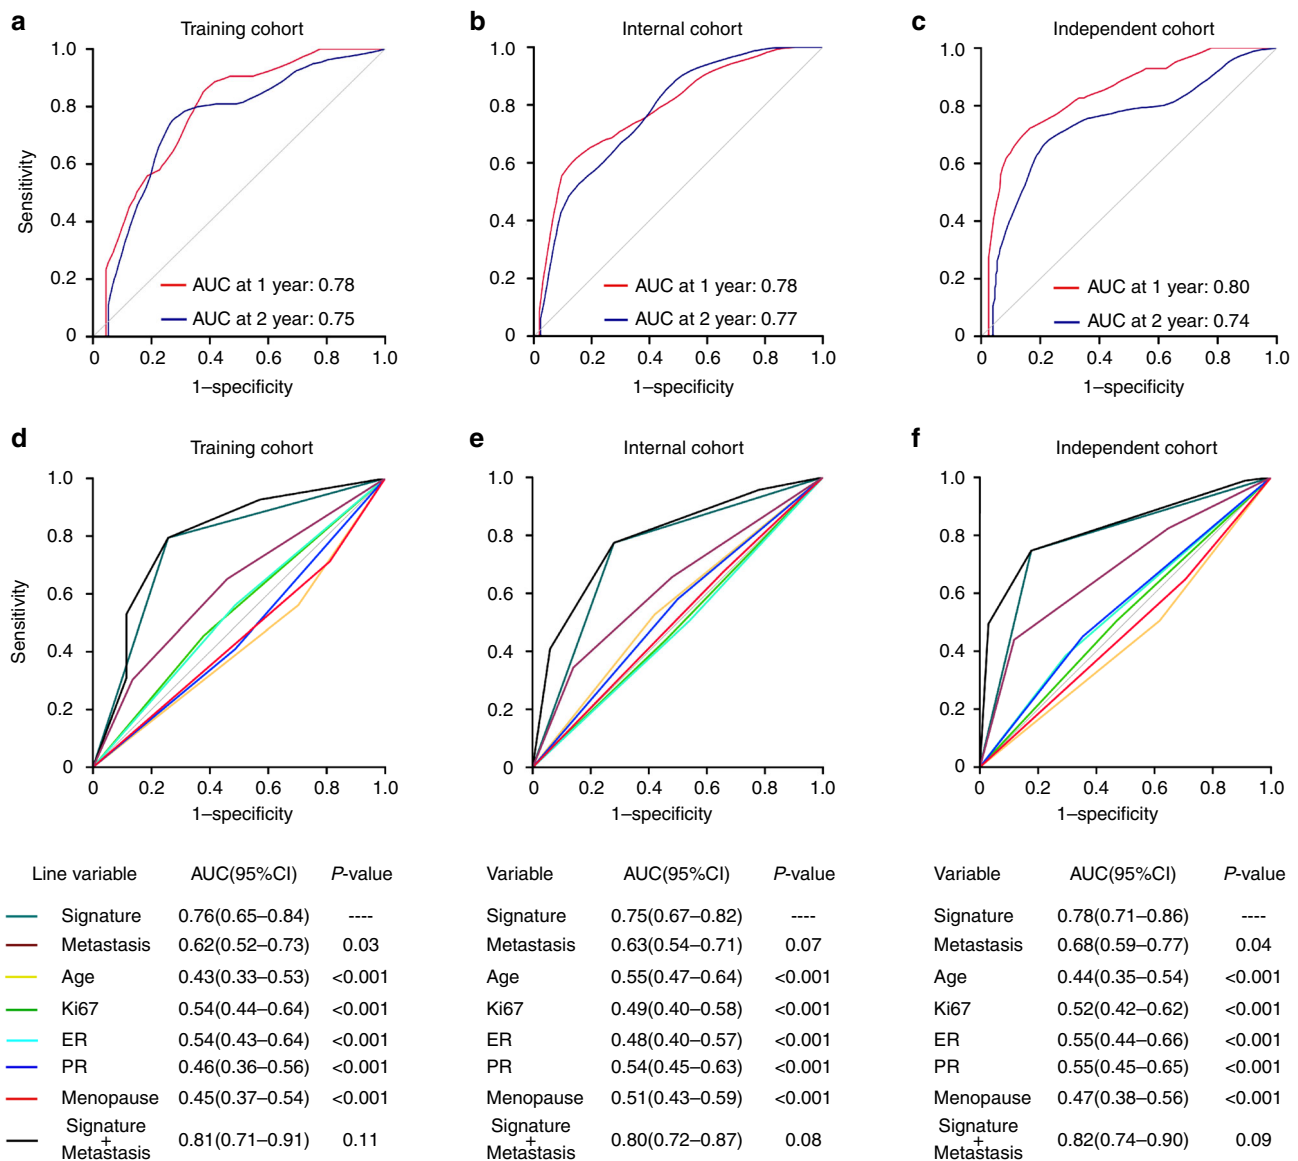 a
Training cohort
1.0
0.8
0.6
0.4
0.2
0
Sensitivity
AUC at 1 year: 0.78
AUC at 2 year: 0.75
0 0.2 0.4 0.6 0.8 1.0
1–specificity
b
Internal cohort
1.0
0.8
0.6
0.4
0.2
0
AUC at 1 year: 0.78
AUC at 2 year: 0.77
0 0.2 0.4 0.6 0.8 1.0
1–specificity
c
Independent cohort
1.0
0.8
0.6
0.4
0.2
0
AUC at 1 year: 0.80
AUC at 2 year: 0.74
0 0.2 0.4 0.6 0.8 1.0
1–specificity
d
Training cohort
1.0
0.8
0.6
0.4
0.2
0
Sensitivity
0 0.2 0.4 0.6 0.8 1.0
1–specificity
e
Internal cohort
1.0
0.8
0.6
0.4
0.2
0
0 0.2 0.4 0.6 0.8 1.0
1–specificity
f
Independent cohort
1.0
0.8
0.6
0.4
0.2
0
0 0.2 0.4 0.6 0.8 1.0
1–specificity
Line variable AUC(95%CI) P-value
Signature 0.76(0.65–0.84) ----
Metastasis 0.62(0.52–0.73) 0.03
Age 0.43(0.33–0.53) <0.001
Ki67 0.54(0.44–0.64) <0.001
ER 0.54(0.43–0.64) <0.001
PR 0.46(0.36–0.56) <0.001
Menopause 0.45(0.37–0.54) <0.001
Signature
+
Metastasis 0.81(0.71–0.91) 0.11
Variable AUC(95%CI) P-value
Signature 0.75(0.67–0.82) ----
Metastasis 0.63(0.54–0.71) 0.07
Age 0.55(0.47–0.64) <0.001
Ki67 0.49(0.40–0.58) <0.001
ER 0.48(0.40–0.57) <0.001
PR 0.54(0.45–0.63) <0.001
Menopause 0.51(0.43–0.59) <0.001
Signature
+
Metastasis 0.80(0.72–0.87) 0.08
Variable AUC(95%CI) P-value
Signature 0.78(0.71–0.86) ----
Metastasis 0.68(0.59–0.77) 0.04
Age 0.44(0.35–0.54) <0.001
Ki67 0.52(0.42–0.62) <0.001
ER 0.55(0.44–0.66) <0.001
PR 0.55(0.45–0.65) <0.001
Menopause 0.47(0.38–0.56) <0.001
Signature
+
Metastasis 0.82(0.74–0.90) 0.09